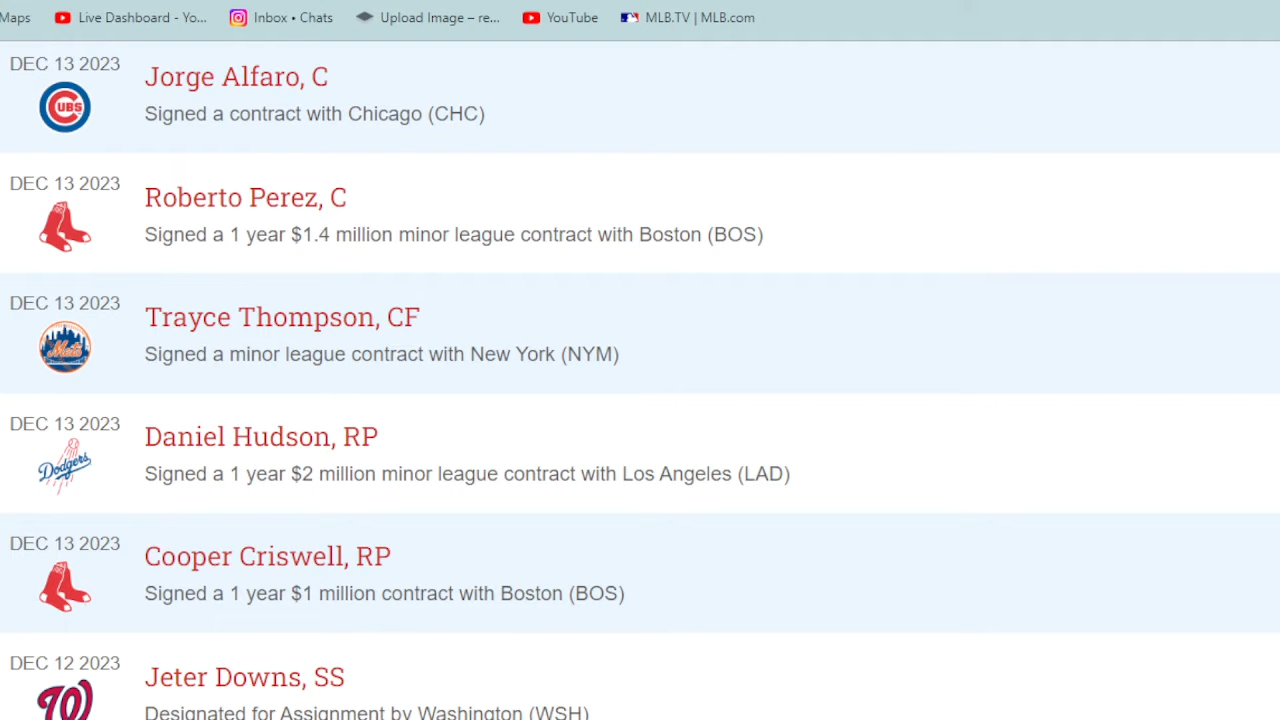 Maps Live Dashboard - Yo... Inbox • Chats Upload Image – re... YouTube MLB.TV | MLB.com
DEC 13 2023
CUBS
Jorge Alfaro, C
Signed a contract with Chicago (CHC)
DEC 13 2023
Roberto Perez, C
Signed a 1 year $1.4 million minor league contract with Boston (BOS)
DEC 13 2023
Mets
Trayce Thompson, CF
Signed a minor league contract with New York (NYM)
DEC 13 2023
Dodgers
Daniel Hudson, RP
Signed a 1 year $2 million minor league contract with Los Angeles (LAD)
DEC 13 2023
Cooper Criswell, RP
Signed a 1 year $1 million contract with Boston (BOS)
DEC 12 2023
W
Jeter Downs, SS
Designated for Assignment by Washington (WSH)